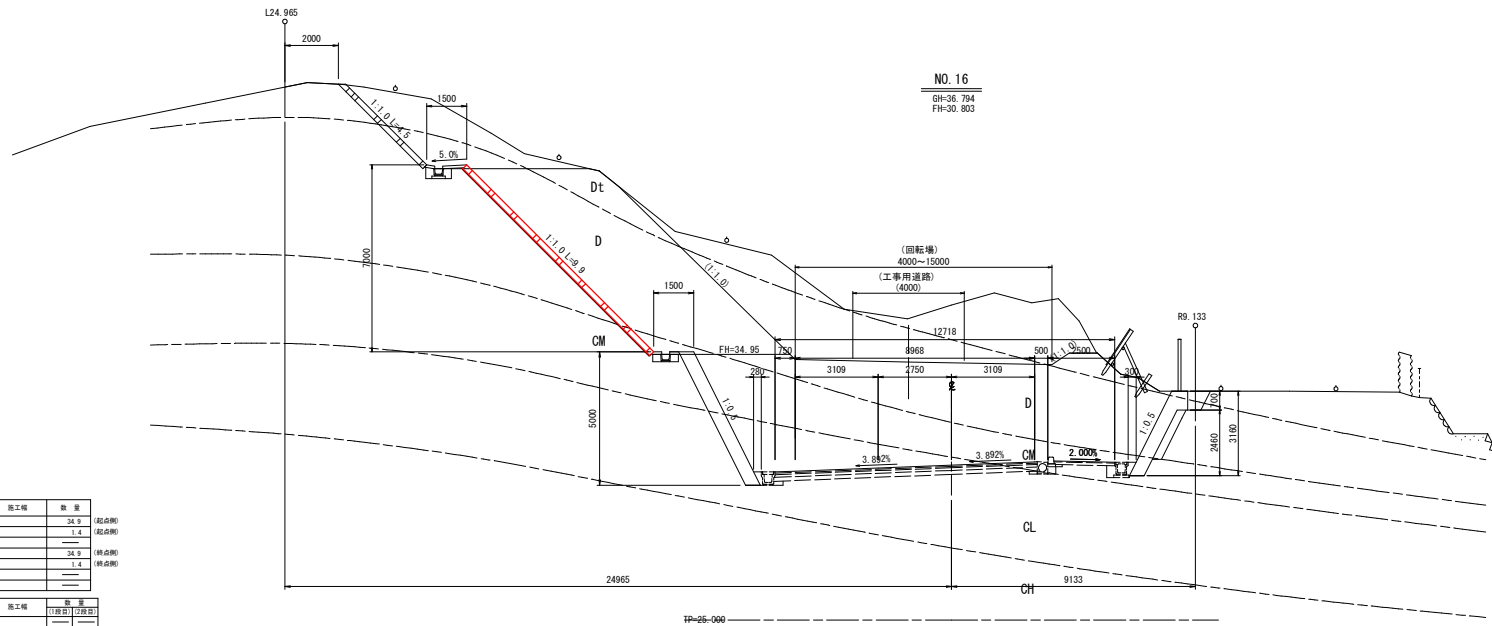 L24.965
2000
NO.16
GH=36.794
FH=30.803
1:1.0 L=4.5
1500
5.0%
Dt
D
7000
1:1.0 L=9.9
(1:1.0)
(回転場)
4000～15000
(工事用道路)
(4000)
1500
R9.133
12718
CM
FH=34.95
750
8968
500
2500
(1:1.0)
280
3109
2750
3109
300
5000
1:0.5
D
1:0.5
700
2460
3160
3.892%
3.892%
CM
2.000%
施工幅 数 量
34.9 (起点側)
1.4 (起点側)
34.9 (終点側)
1.4 (終点側)
CL
24965
9133
CH
施工幅 数 量
(1段目) (2段目)
TP=25.000